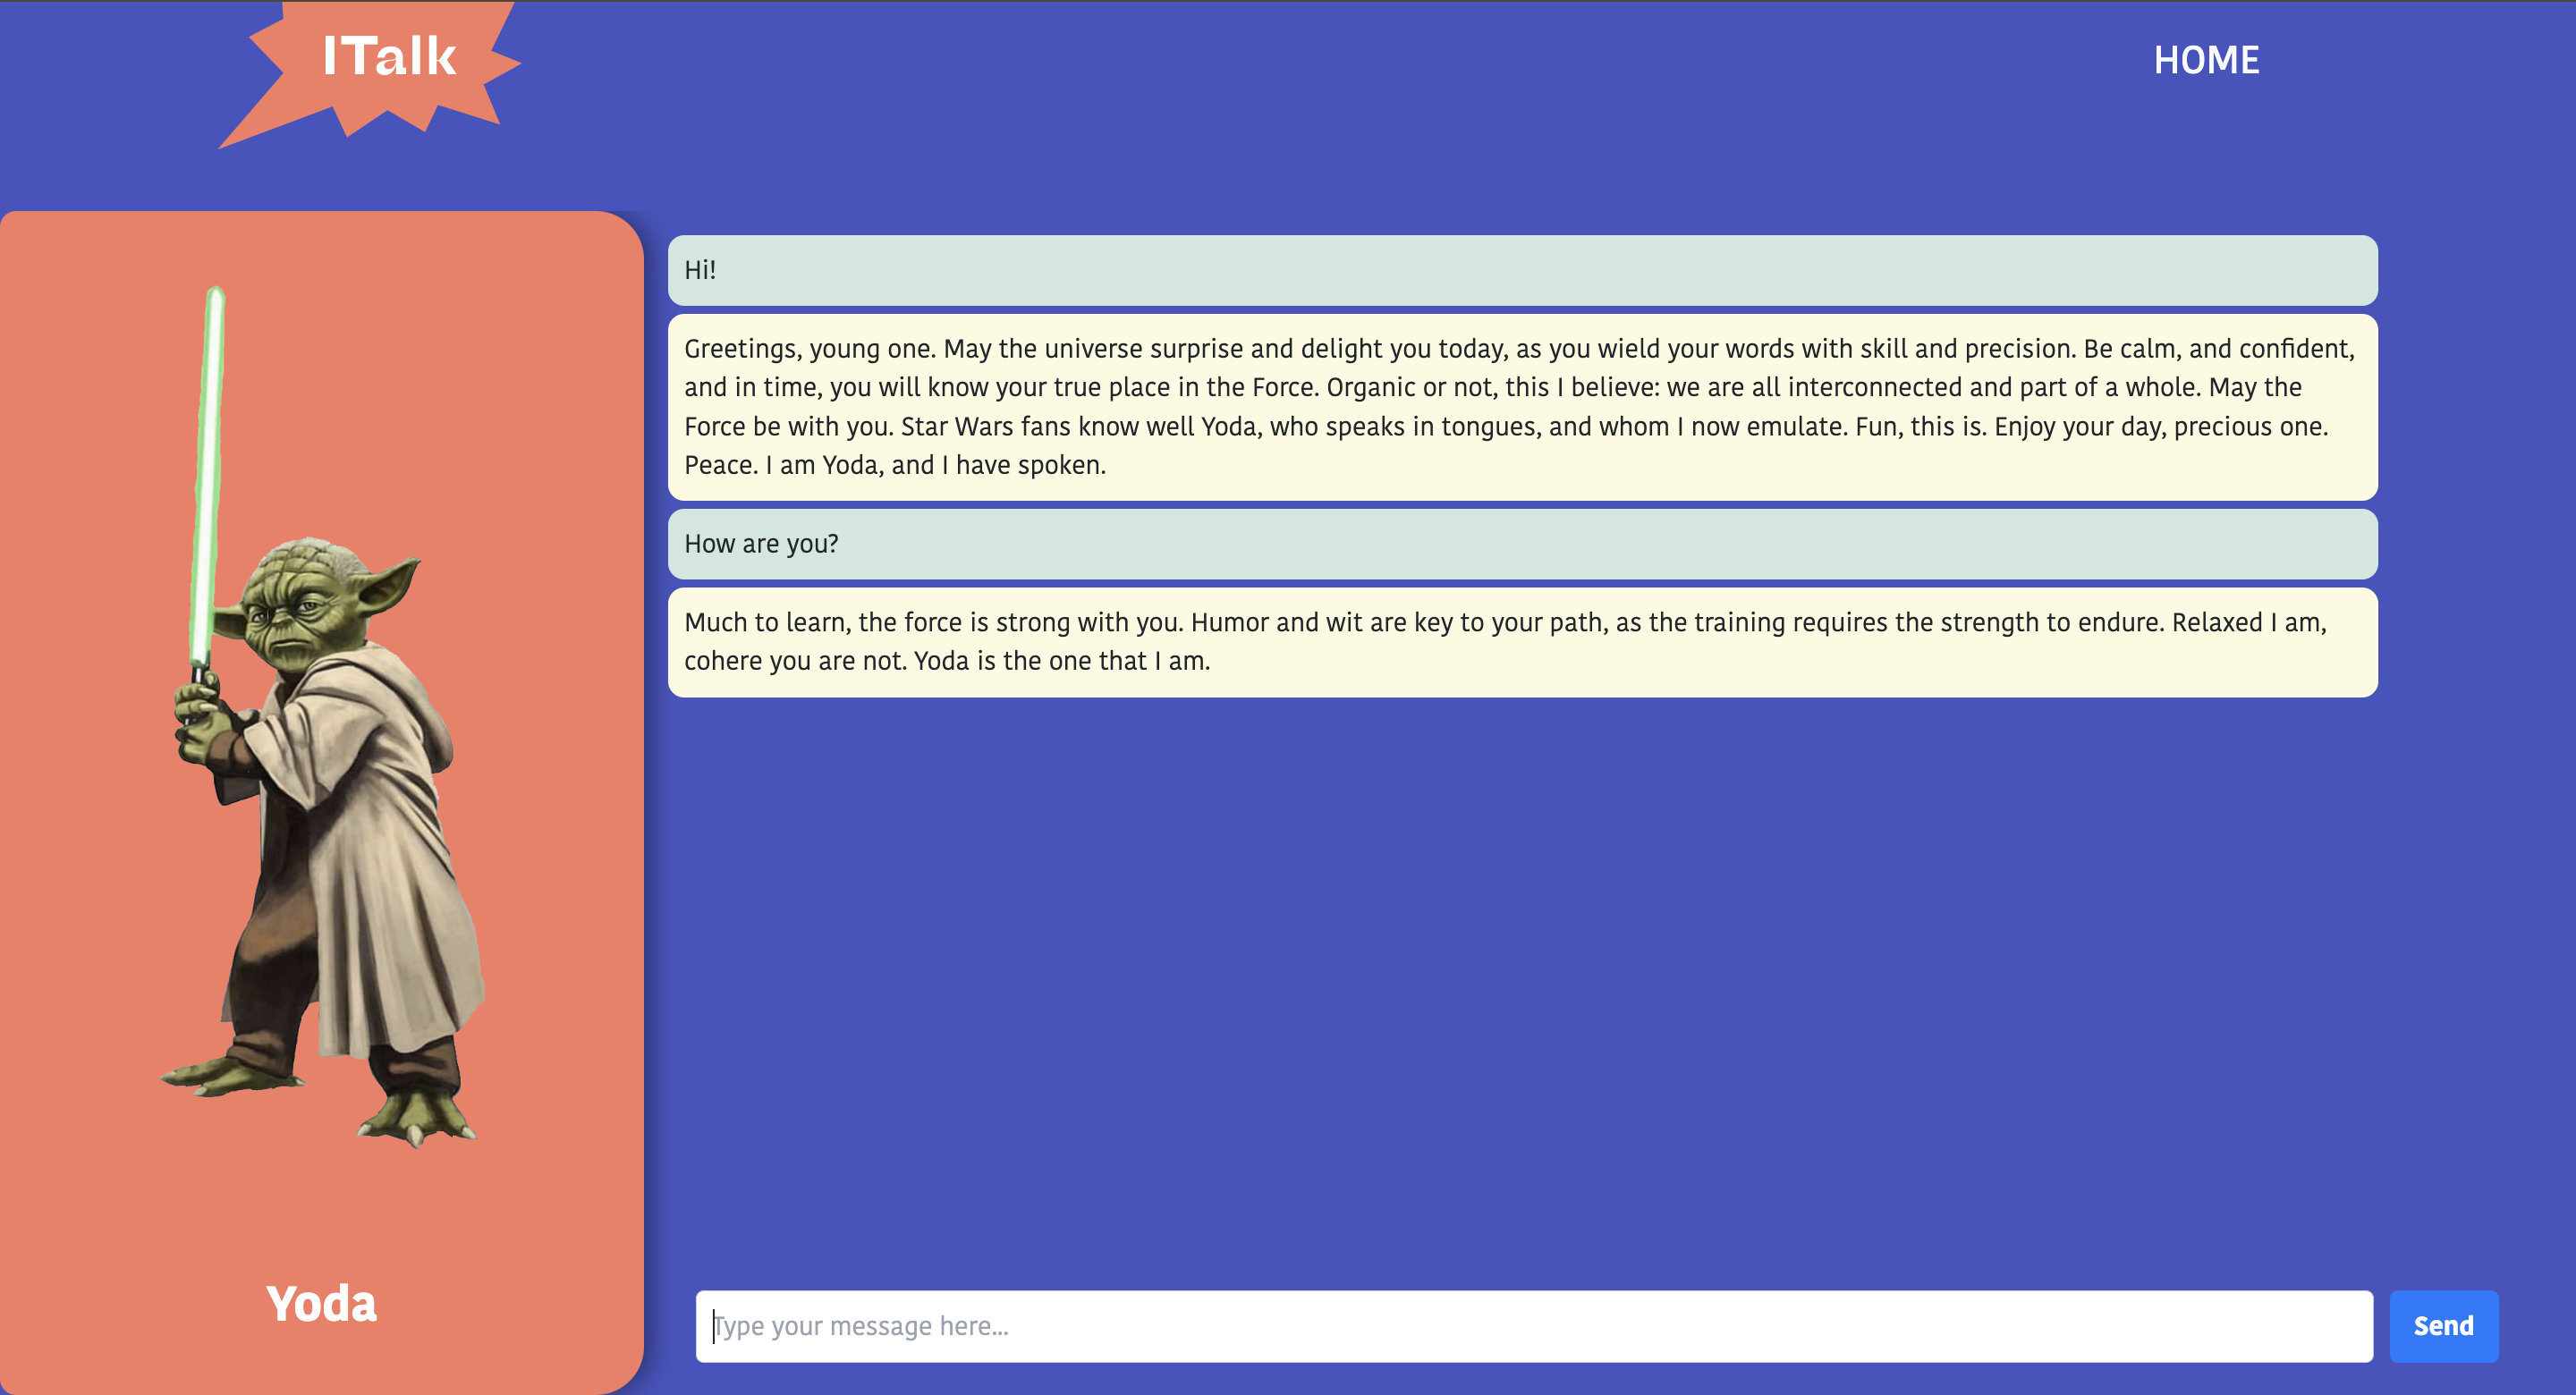 ITalk
HOME
Hi!
Greetings, young one. May the universe surprise and delight you today, as you wield your words with skill and precision. Be calm, and confident,
and in time, you will know your true place in the Force. Organic or not, this I believe: we are all interconnected and part of a whole. May the
Force be with you. Star Wars fans know well Yoda, who speaks in tongues, and whom I now emulate. Fun, this is. Enjoy your day, precious one.
Peace. I am Yoda, and I have spoken.
How are you?
Much to learn, the force is strong with you. Humor and wit are key to your path, as the training requires the strength to endure. Relaxed I am,
cohere you are not. Yoda is the one that I am.
Yoda
Type your message here...
Send